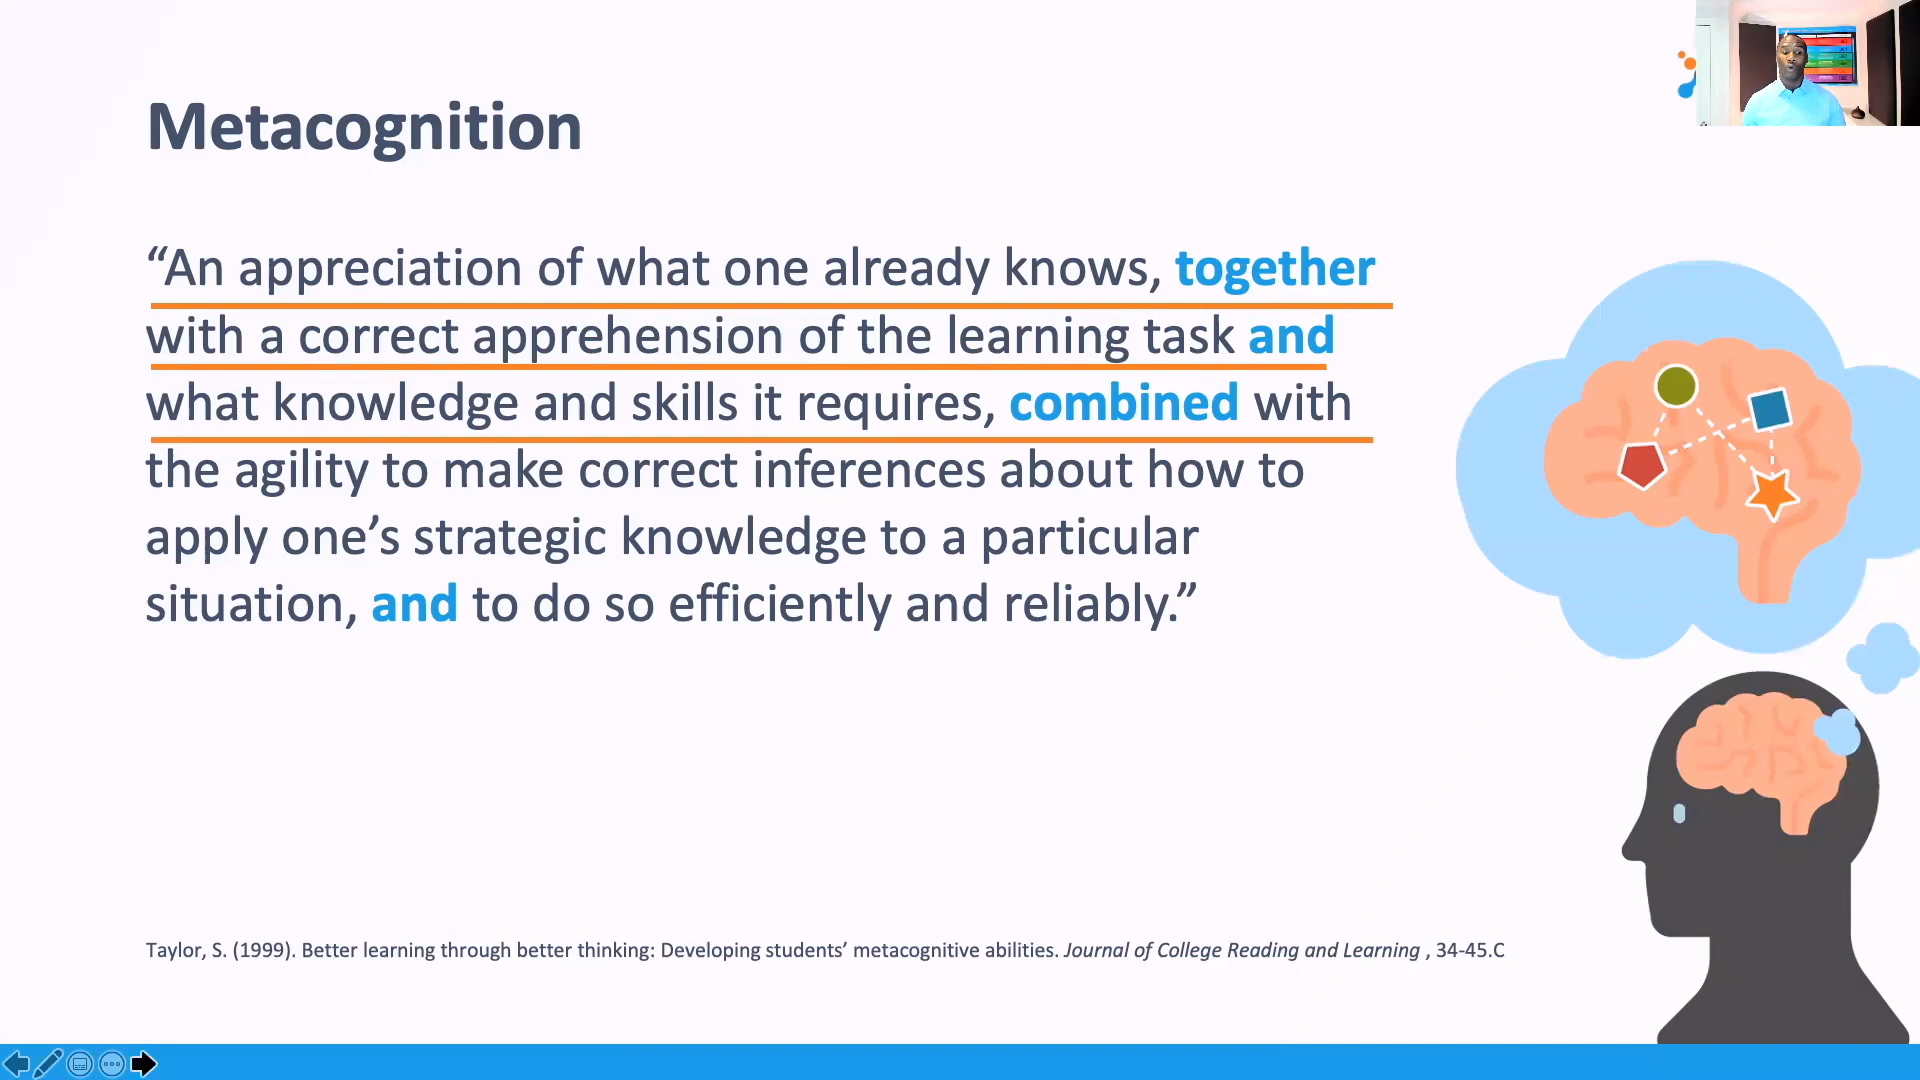 Metacognition
“An appreciation of what one already knows, together
with a correct apprehension of the learning task and
what knowledge and skills it requires, combined with
the agility to make correct inferences about how to
apply one’s strategic knowledge to a particular
situation, and to do so efficiently and reliably.”
Taylor, S. (1999). Better learning through better thinking: Developing students’ metacognitive abilities. Journal of College Reading and Learning , 34-45.C